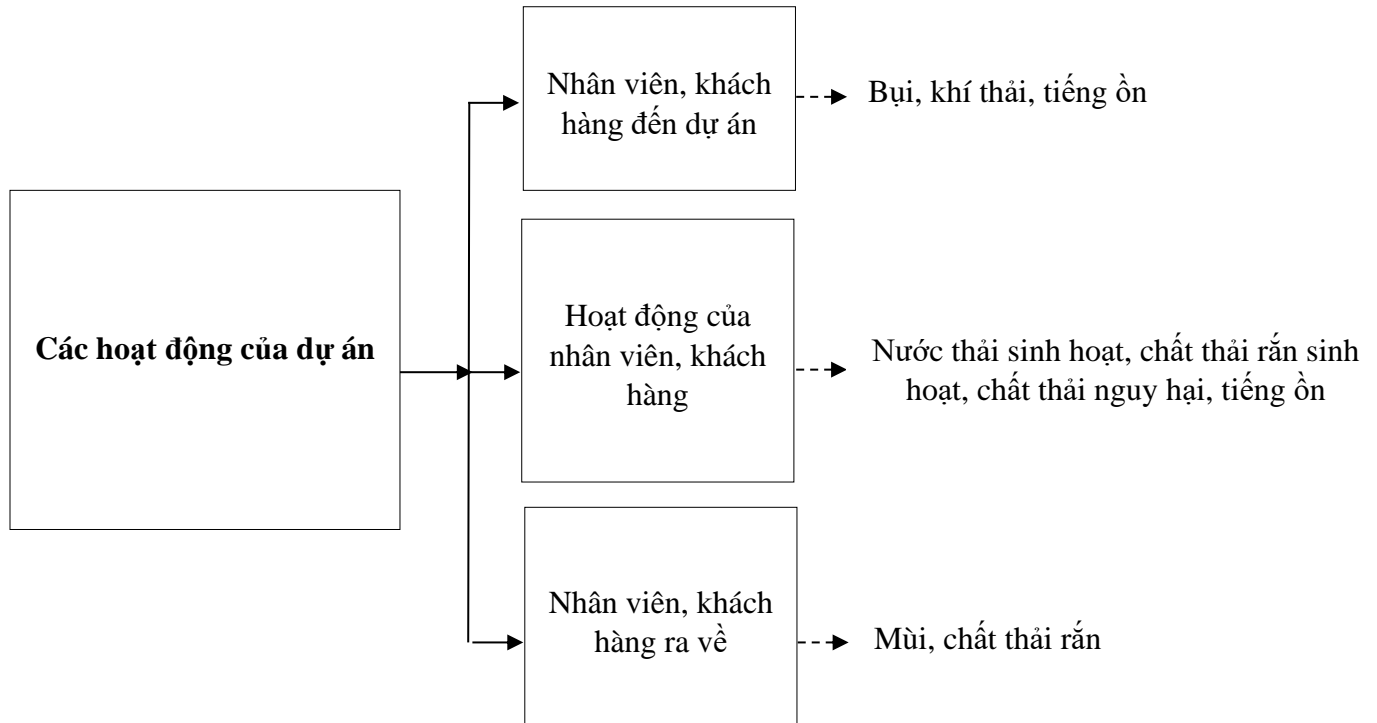 Nhân viên, khách
hàng đến dự án
Bụi, khí thải, tiếng ồn
Các hoạt động của dự án
Hoạt động của
nhân viên, khách
hàng
Nước thải sinh hoạt, chất thải rắn sinh
hoạt, chất thải nguy hại, tiếng ồn
Nhân viên, khách
hàng ra về
Mùi, chất thải rắn